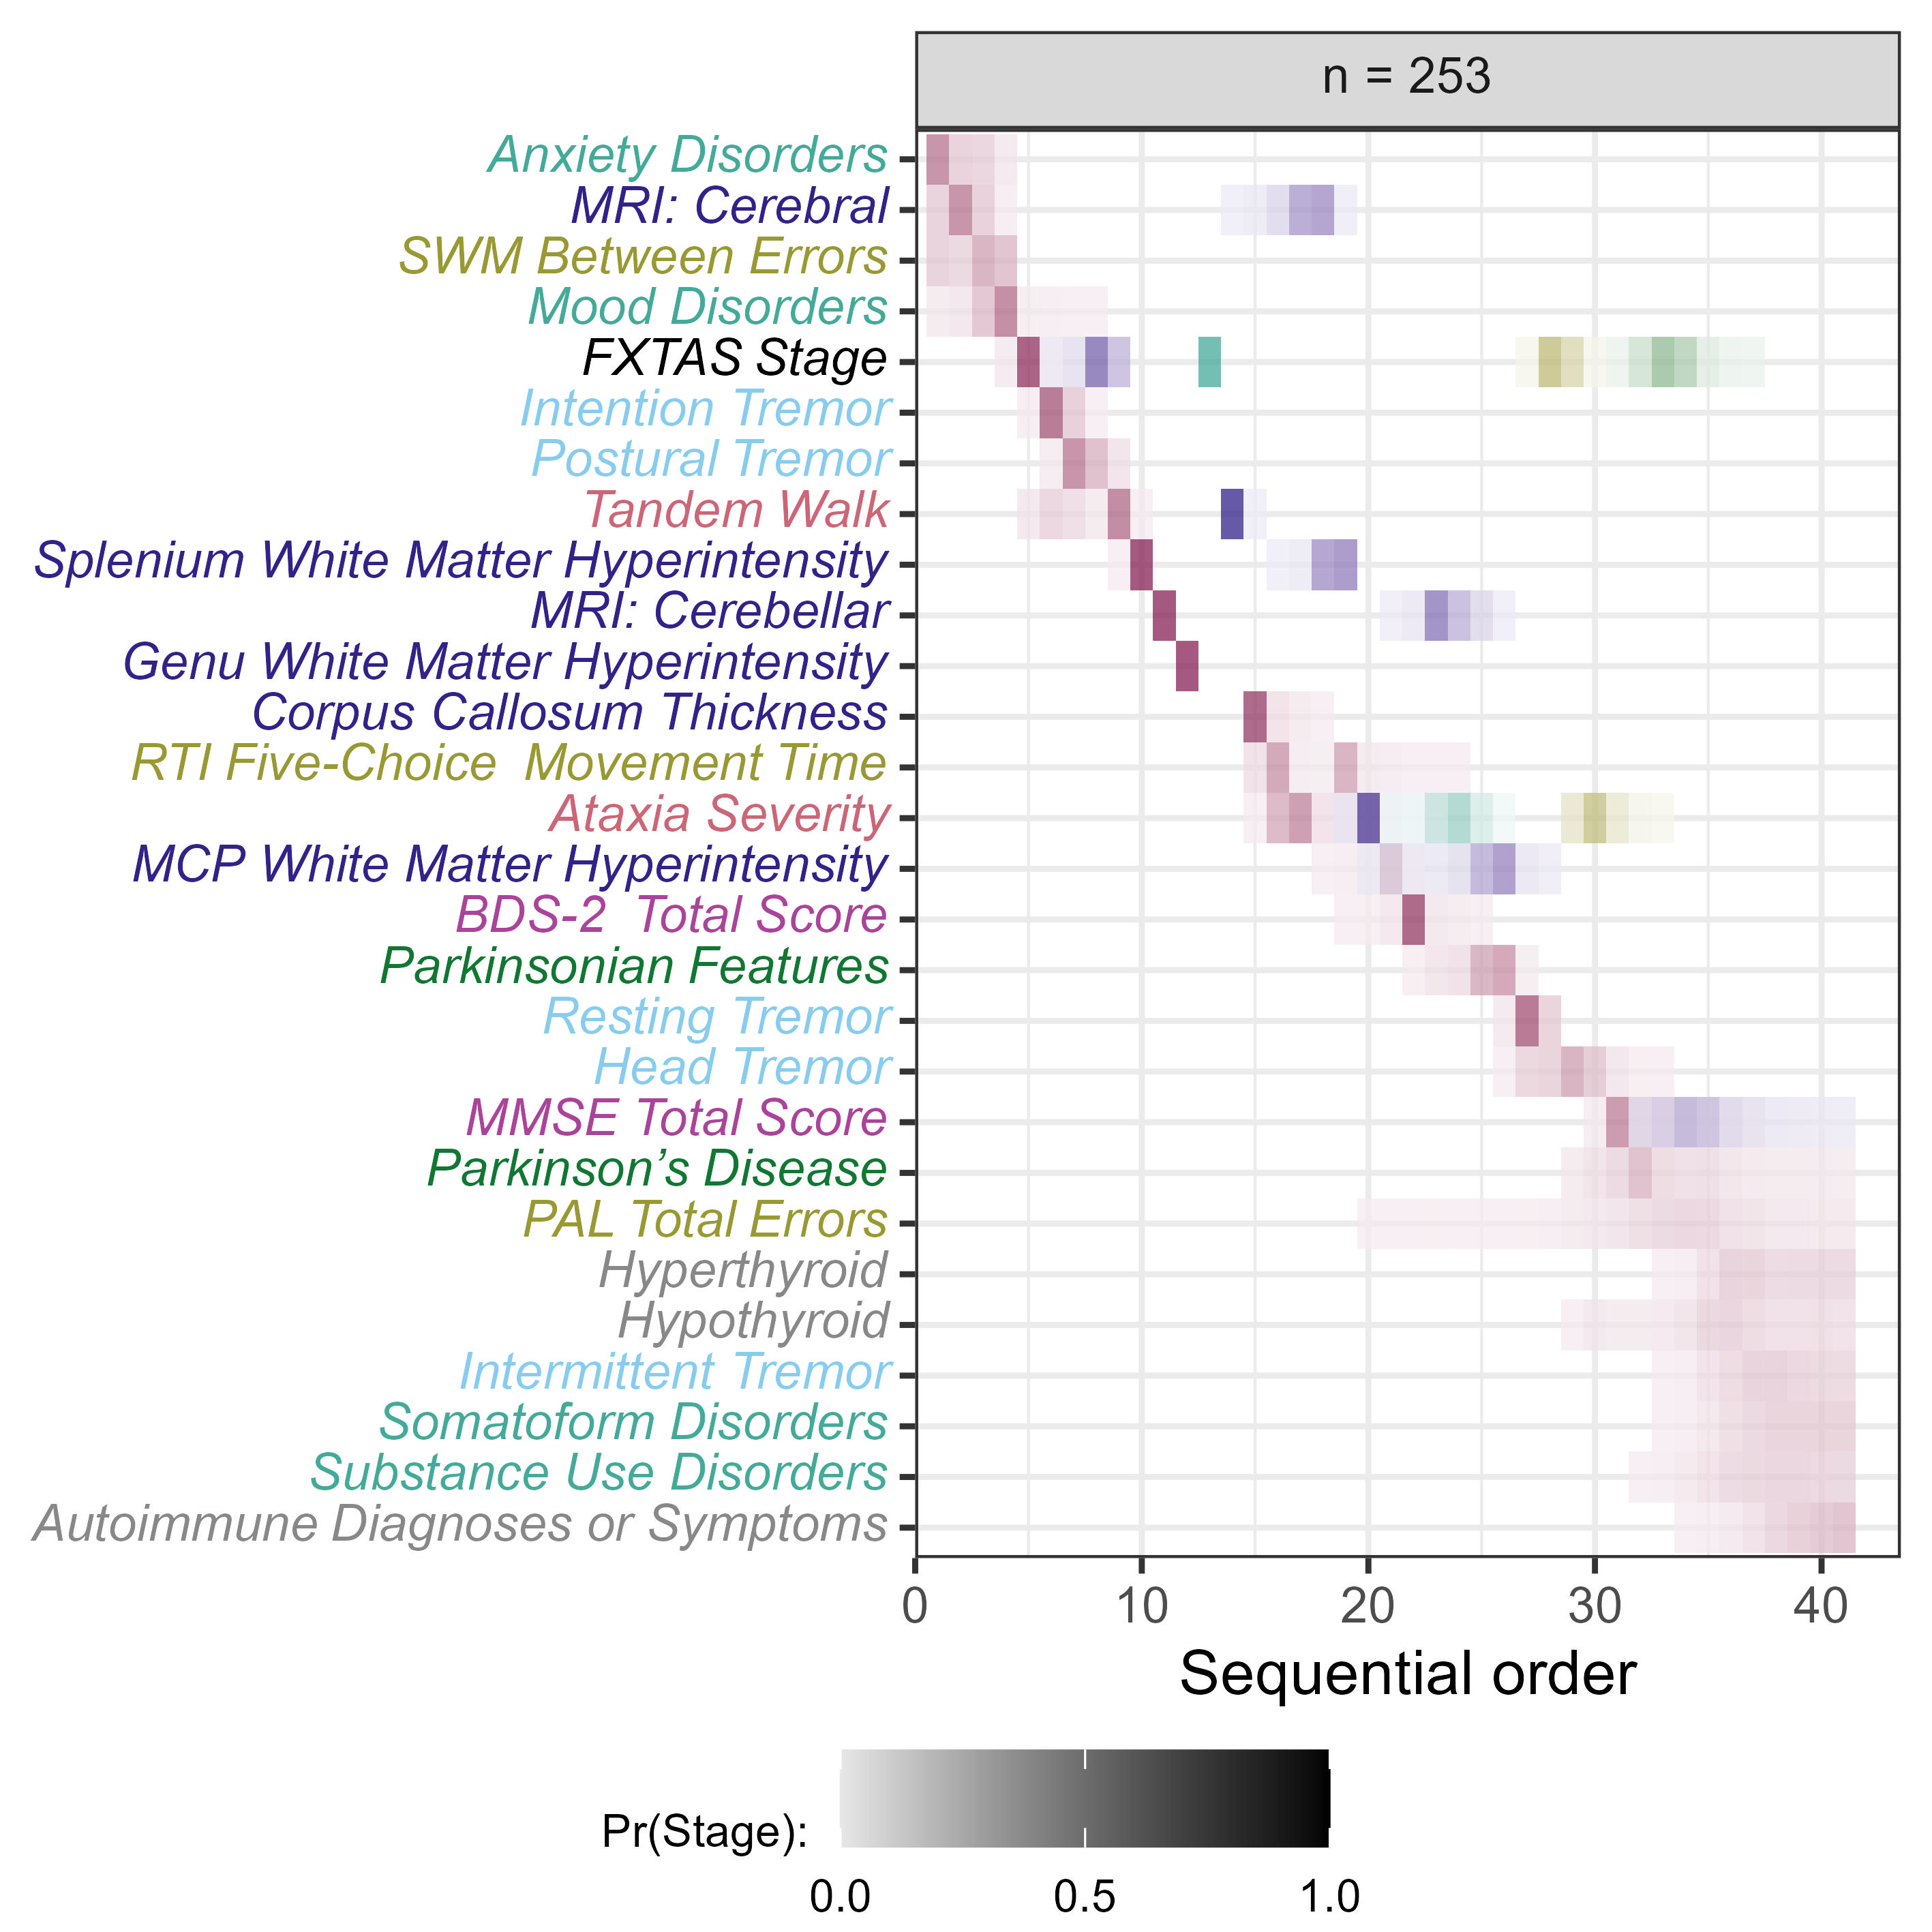 n = 253
Anxiety Disorders
MRI: Cerebral
SWM Between Errors
Mood Disorders
FXTAS Stage
Intention Tremor
Postural Tremor
Tandem Walk
Splenium White Matter Hyperintensity
MRI: Cerebellar
Genu White Matter Hyperintensity
Corpus Callosum Thickness
RTI Five-Choice  Movement Time
Ataxia Severity
MCP White Matter Hyperintensity
BDS-2  Total Score
Parkinsonian Features
Resting Tremor
Head Tremor
MMSE Total Score
Parkinson’s Disease
PAL Total Errors
Hyperthyroid
Hypothyroid
Intermittent Tremor
Somatoform Disorders
Substance Use Disorders
Autoimmune Diagnoses or Symptoms
0 10 20 30 40
Sequential order
Pr(Stage):
0.0 0.5 1.0